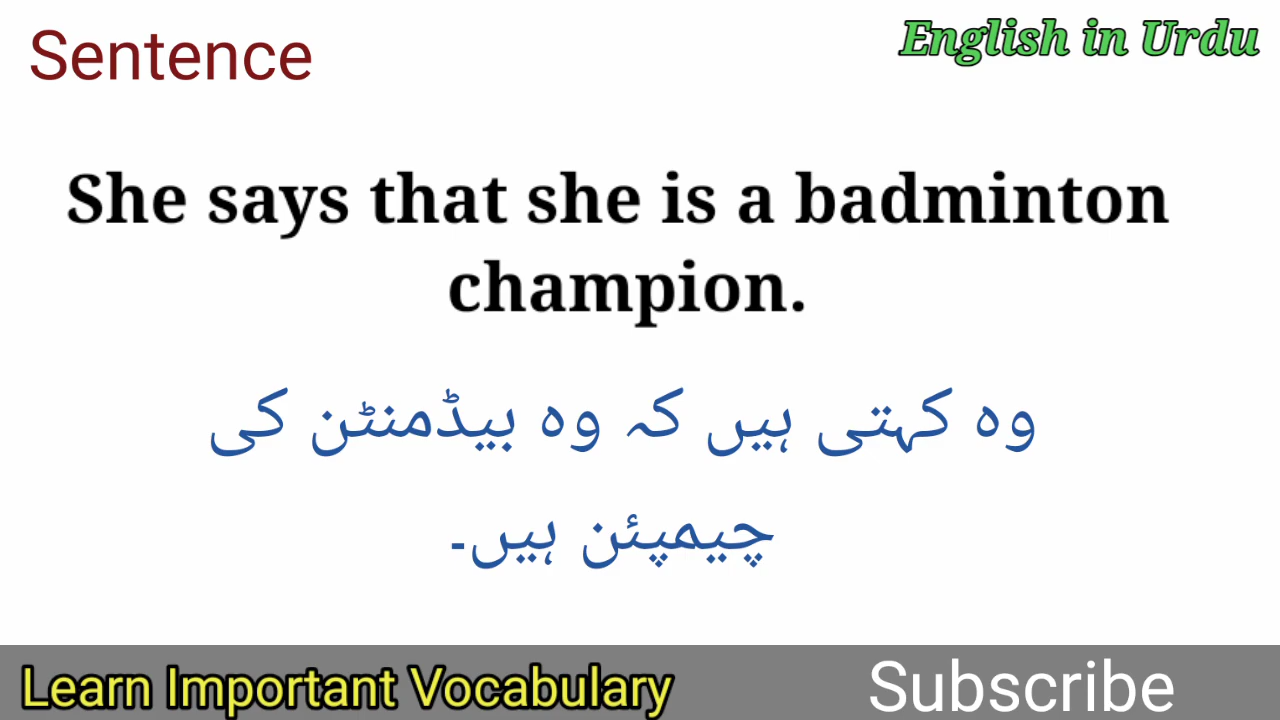 Sentence
English in Urdu
She says that she is a badminton
champion.
وہ کہتی ہیں کہ وہ بیڈمنٹن کی
چیمپئن ہیں۔
Learn Important Vocabulary
Subscribe